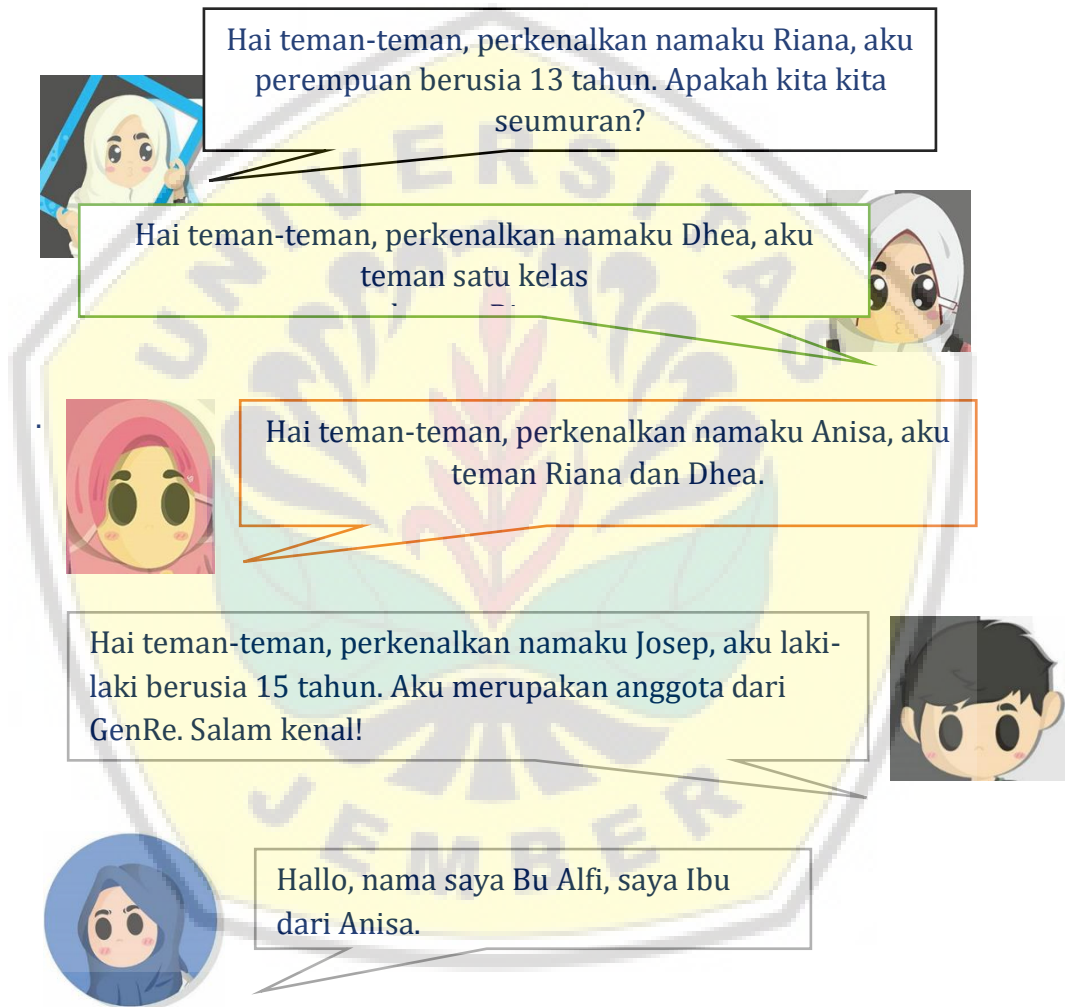 Hai teman-teman, perkenalkan namaku Riana, aku
perempuan berusia 13 tahun. Apakah kita kita
seumuran?
Hai teman-teman, perkenalkan namaku Dhea, aku
teman satu kelas
.
Hai teman-teman, perkenalkan namaku Anisa, aku
teman Riana dan Dhea.
Hai teman-teman, perkenalkan namaku Josep, aku laki-
laki berusia 15 tahun. Aku merupakan anggota dari
GenRe. Salam kenal!
Hallo, nama saya Bu Alfi, saya Ibu
dari Anisa.
UNIVERSITAS
JEMBER